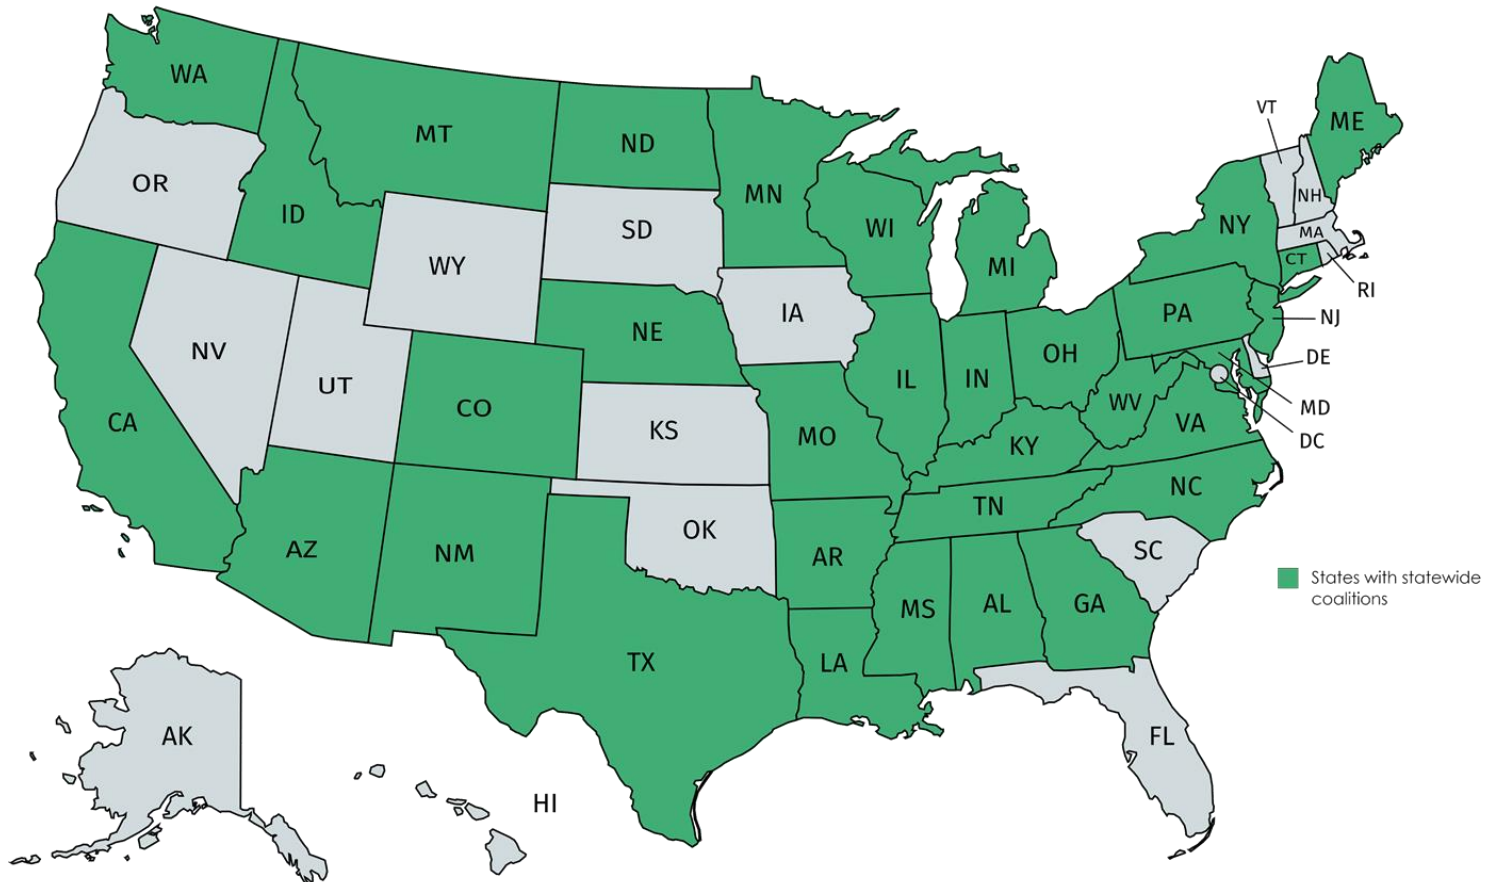 WA
MT
ND
MN
OR
ID
WY
SD
WI
MI
VT
ME
NH
NY
MA
CT
RI
NV
UT
CO
NE
IA
IL
IN
OH
PA
NJ
DE
MD
DC
CA
KS
MO
KY
WV
VA
AZ
NM
OK
AR
TN
NC
SC
MS
AL
GA
TX
LA
States with statewide
coalitions
AK
HI
FL